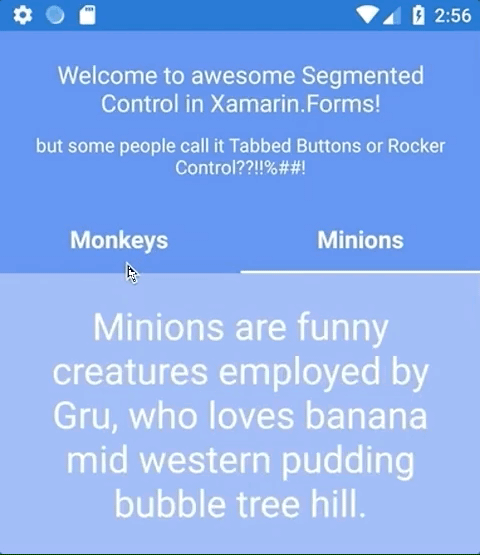 2:56
Welcome to awesome Segmented
Control in Xamarin.Forms!
but some people call it Tabbed Buttons or Rocker
Control??!!%##!
Monkeys Minions
Minions are funny
creatures employed by
Gru, who loves banana
mid western pudding
bubble tree hill.